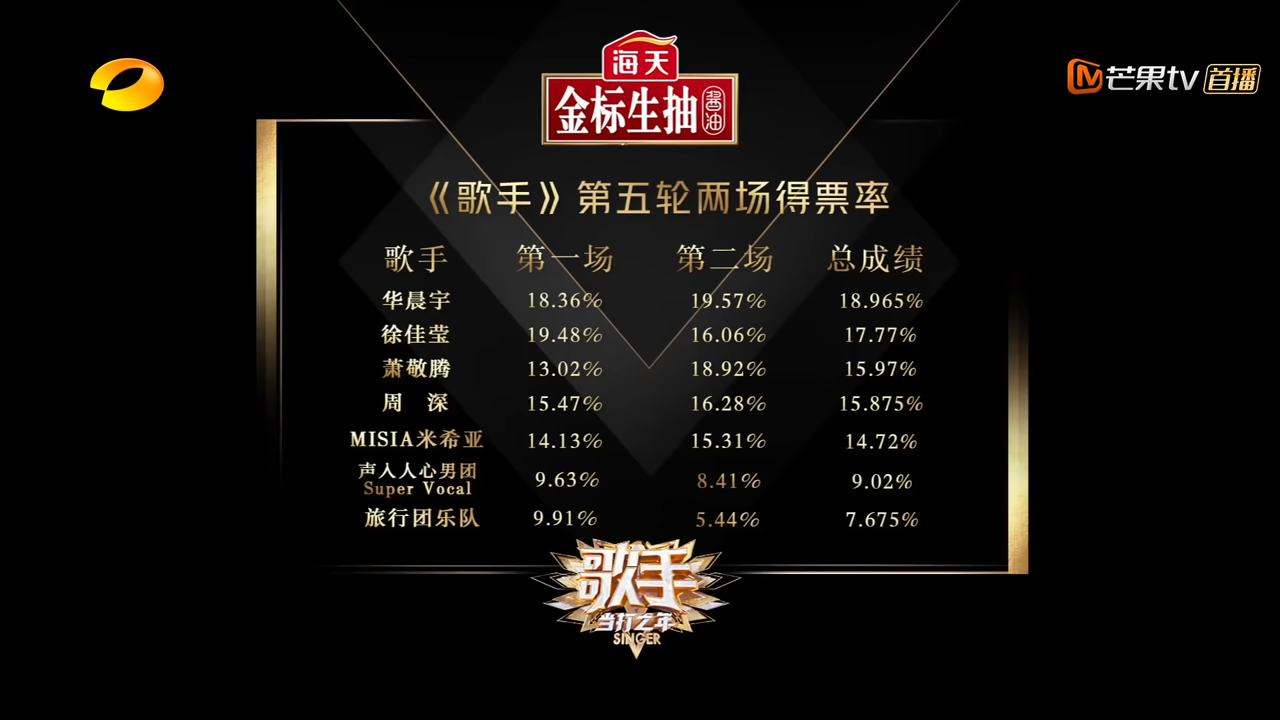 海天
金标生抽 酱油
芒果tv 首播
《歌手》第五轮两场得票率
歌手 第一场 第二场 总成绩
华晨宇 18.36% 19.57% 18.965%
徐佳莹 19.48% 16.06% 17.77%
萧敬腾 13.02% 18.92% 15.97%
周 深 15.47% 16.28% 15.875%
MISIA米希亚 14.13% 15.31% 14.72%
声入人心男团
Super Vocal 9.63% 8.41% 9.02%
旅行团乐队 9.91% 5.44% 7.675%
歌手
当打之年
SINGER